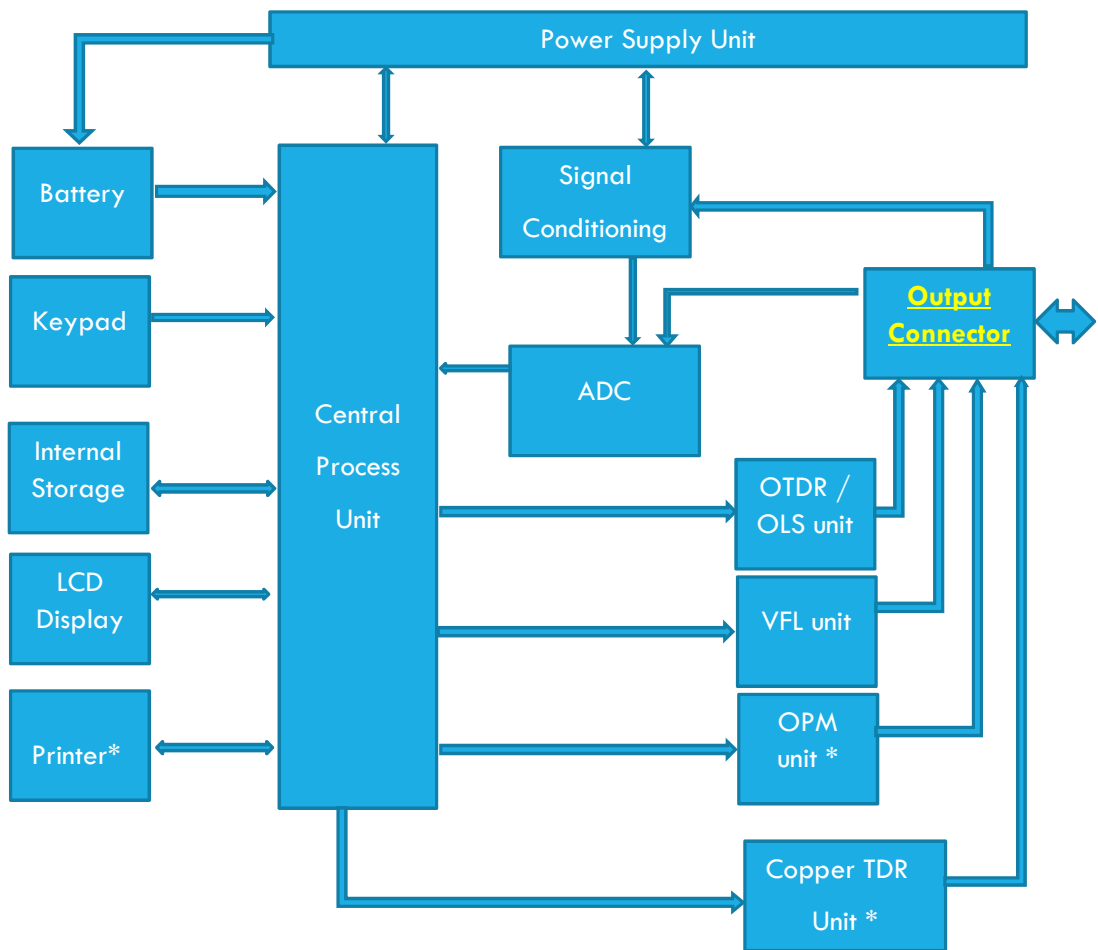 Power Supply Unit
Battery
Signal
Conditioning
Keypad
Output
Connector
ADC
Central
Process
Unit
Internal
Storage
OTDR /
OLS unit
LCD
Display
VFL unit
Printer*
OPM
unit *
Copper TDR
Unit *